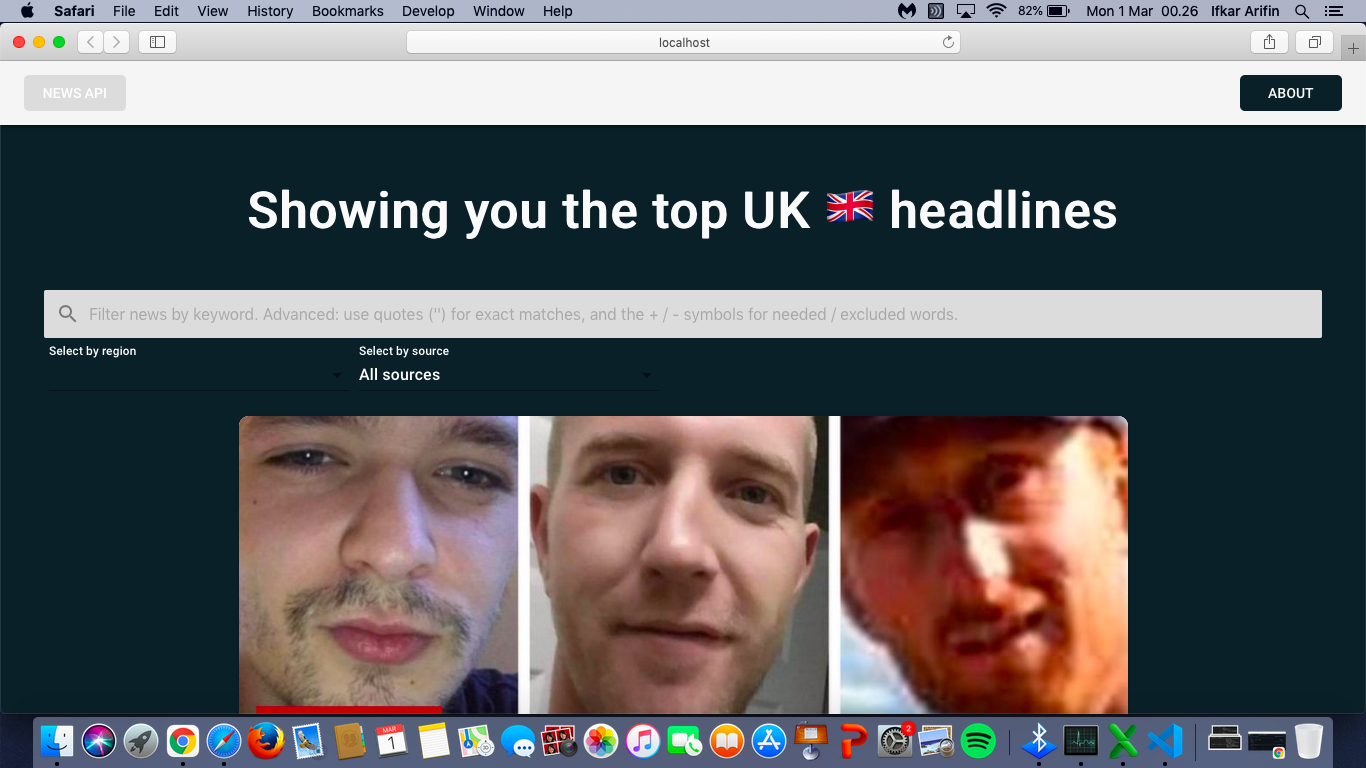 Safari File Edit View History Bookmarks Develop Window Help 82% Mon 1 Mar 00.26 Ifkar Arifin
localhost
NEWS API
ABOUT
Showing you the top UK 🇬🇧 headlines
Filter news by keyword. Advanced: use quotes (") for exact matches, and the + / - symbols for needed / excluded words.
Select by region
Select by source
All sources
MAR
1
3D
2